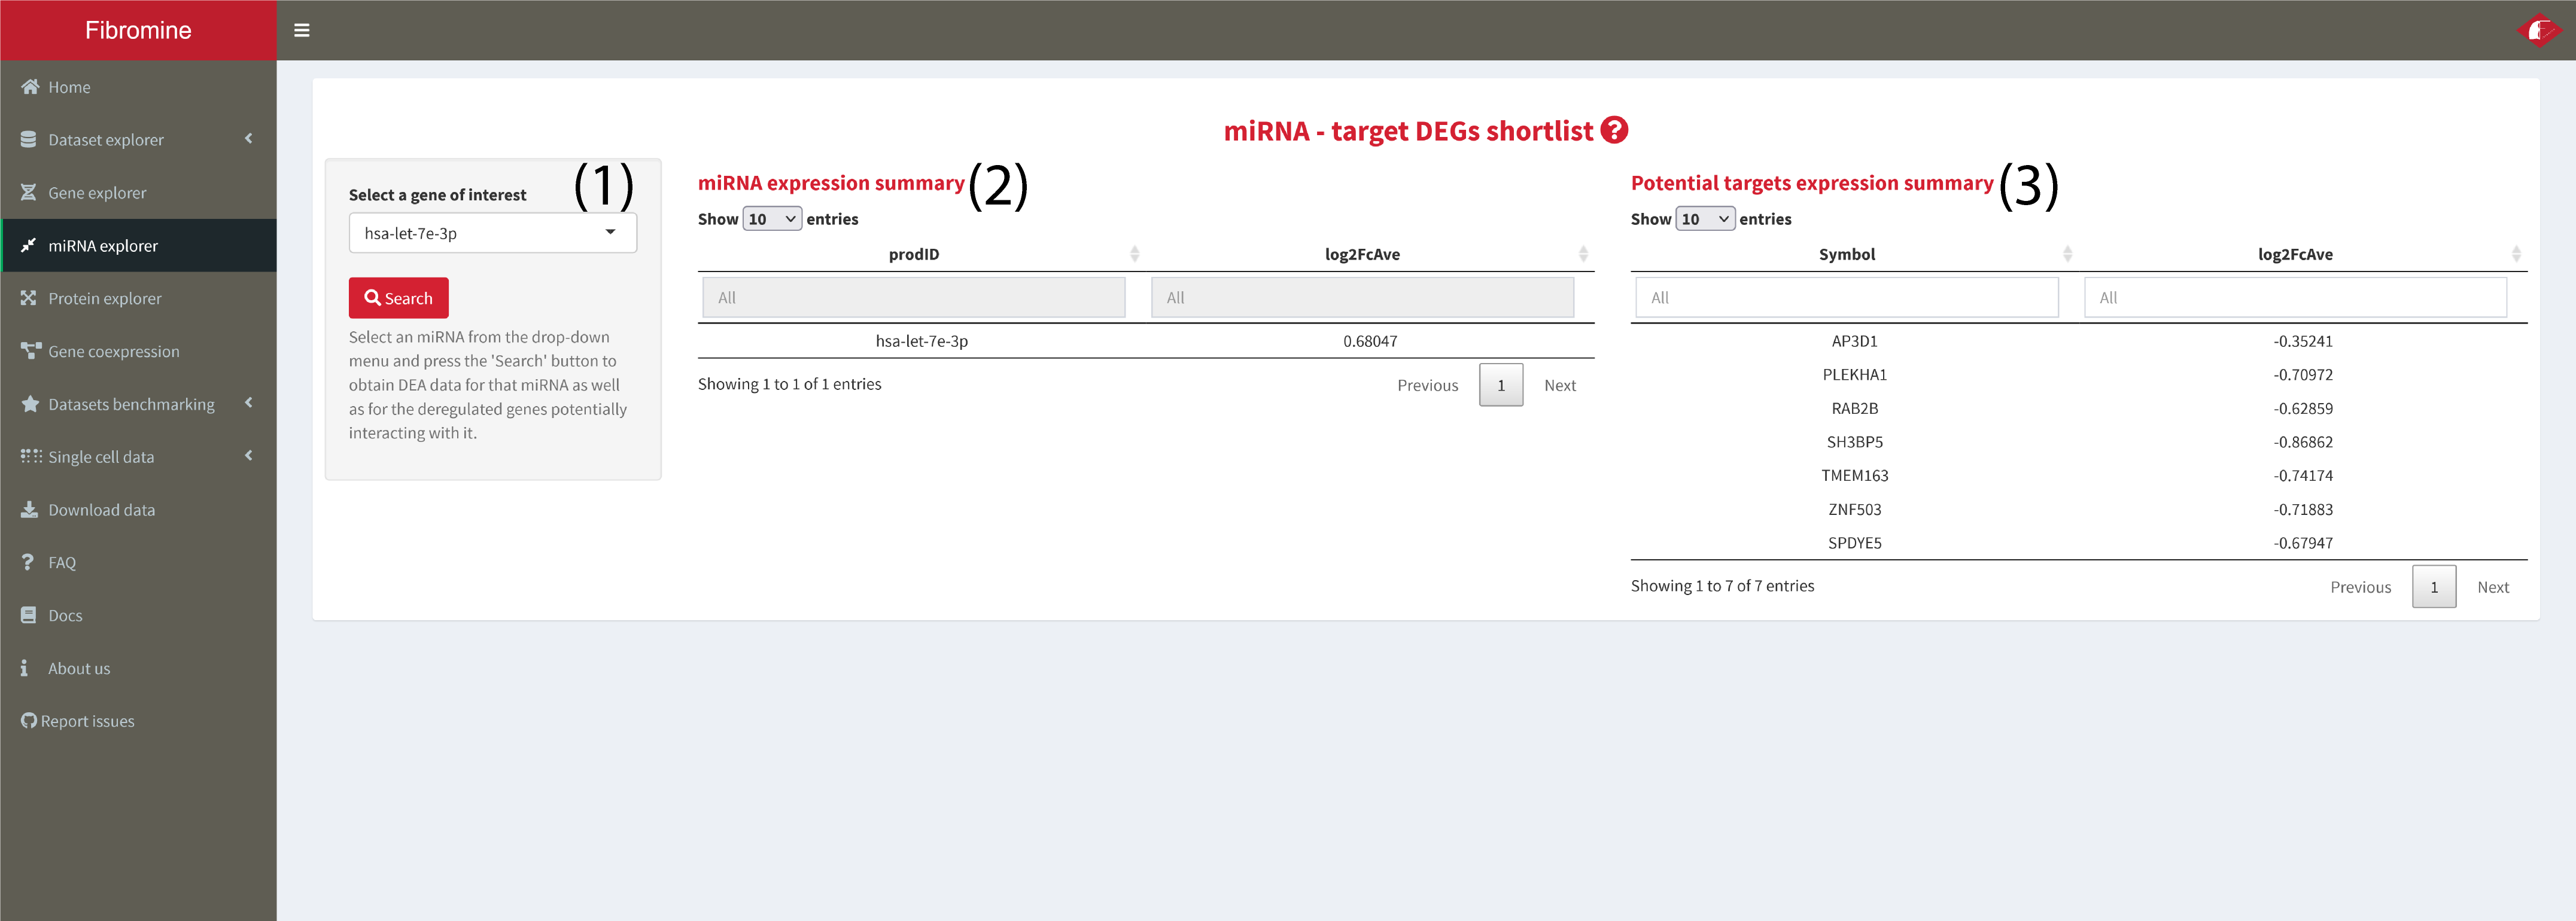 Fibromine
Home
Dataset explorer
Gene explorer
miRNA explorer
Protein explorer
Gene coexpression
Datasets benchmarking
Single cell data
Download data
FAQ
Docs
About us
Report issues
miRNA - target DEGs shortlist
Select a gene of interest (1)
hsa-let-7e-3p
Search
Select an miRNA from the drop-down
menu and press the 'Search' button to
obtain DEA data for that miRNA as well
as for the deregulated genes potentially
interacting with it.
miRNA expression summary (2)
Show 10 entries
prodID log2FcAve
All All
hsa-let-7e-3p 0.68047
Showing 1 to 1 of 1 entries Previous 1 Next
Potential targets expression summary (3)
Show 10 entries
Symbol log2FcAve
All All
AP3D1 -0.35241
PLEKHA1 -0.70972
RAB2B -0.62859
SH3BP5 -0.86862
TMEM163 -0.74174
ZNF503 -0.71883
SPDYE5 -0.67947
Showing 1 to 7 of 7 entries Previous 1 Next